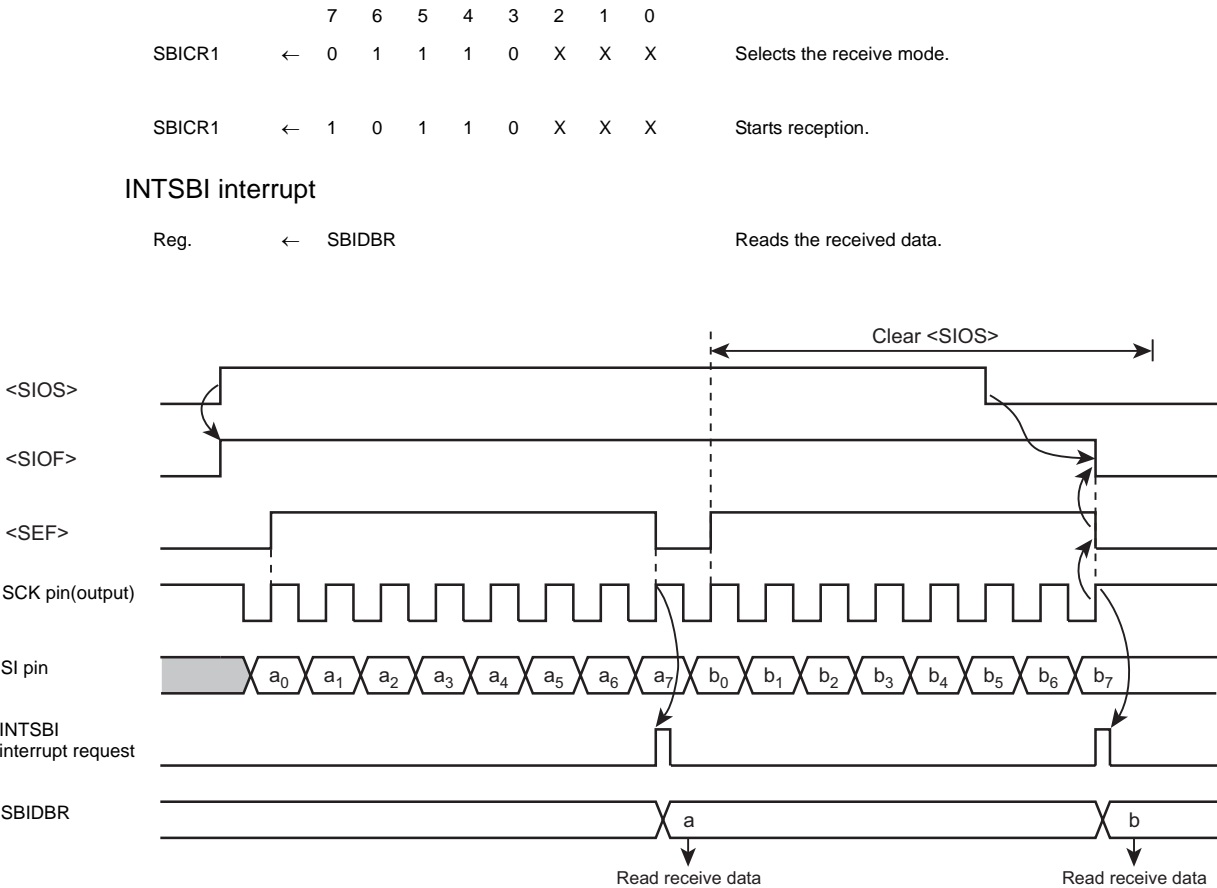 7 6 5 4 3 2 1 0
SBICR1 ← 0 1 1 1 0 X X X Selects the receive mode.
SBICR1 ← 1 0 1 1 0 X X X Starts reception.
INTSBI interrupt
Reg. ← SBIDBR Reads the received data.
Clear <SIOS>
<SIOS>
<SIOF>
<SEF>
SCK pin(output)
SI pin a0 a1 a2 a3 a4 a5 a6 a7 b0 b1 b2 b3 b4 b5 b6 b7
INTSBI
interrupt request
SBIDBR a b
Read receive data Read receive data